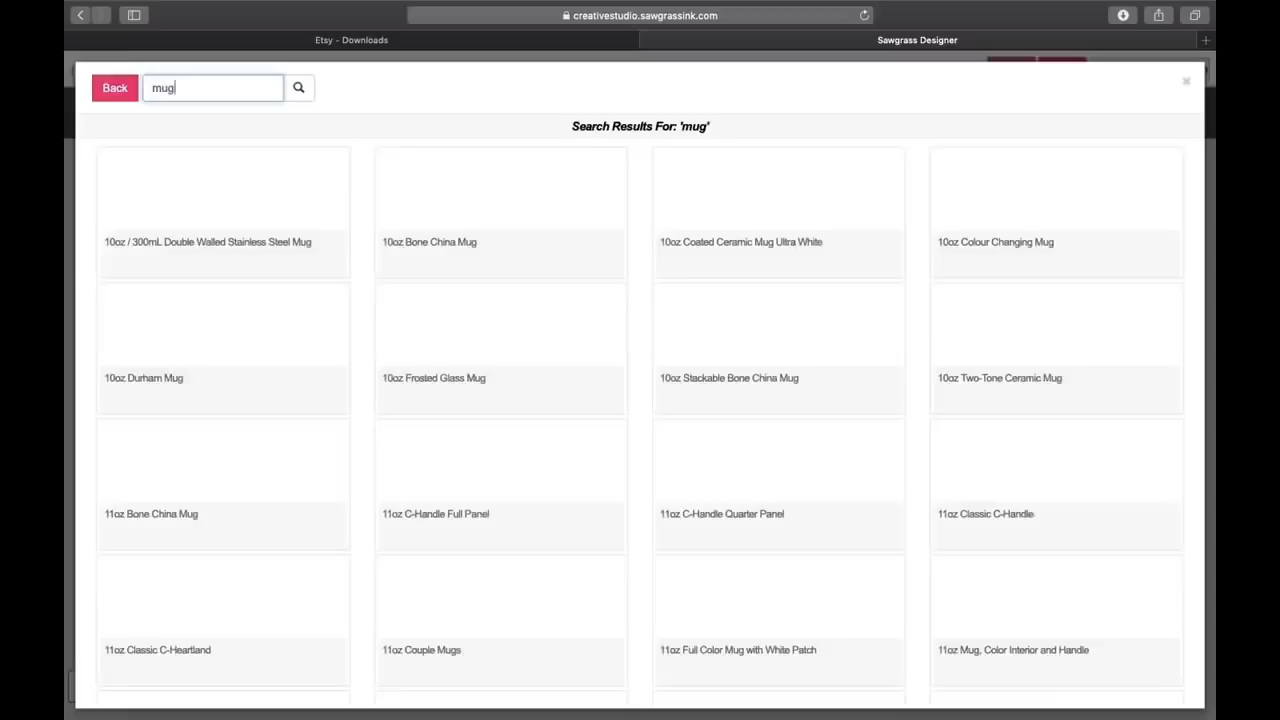 creativestudio.sawgrassink.com
Etsy - Downloads
Sawgrass Designer
Back
mug
Search Results For: 'mug'
10oz / 300mL Double Walled Stainless Steel Mug
10oz Bone China Mug
10oz Coated Ceramic Mug Ultra White
10oz Colour Changing Mug
10oz Durham Mug
10oz Frosted Glass Mug
10oz Stackable Bone China Mug
10oz Two-Tone Ceramic Mug
11oz Bone China Mug
11oz C-Handle Full Panel
11oz C-Handle Quarter Panel
11oz Classic C-Handle
11oz Classic C-Heartland
11oz Couple Mugs
11oz Full Color Mug with White Patch
11oz Mug, Color Interior and Handle